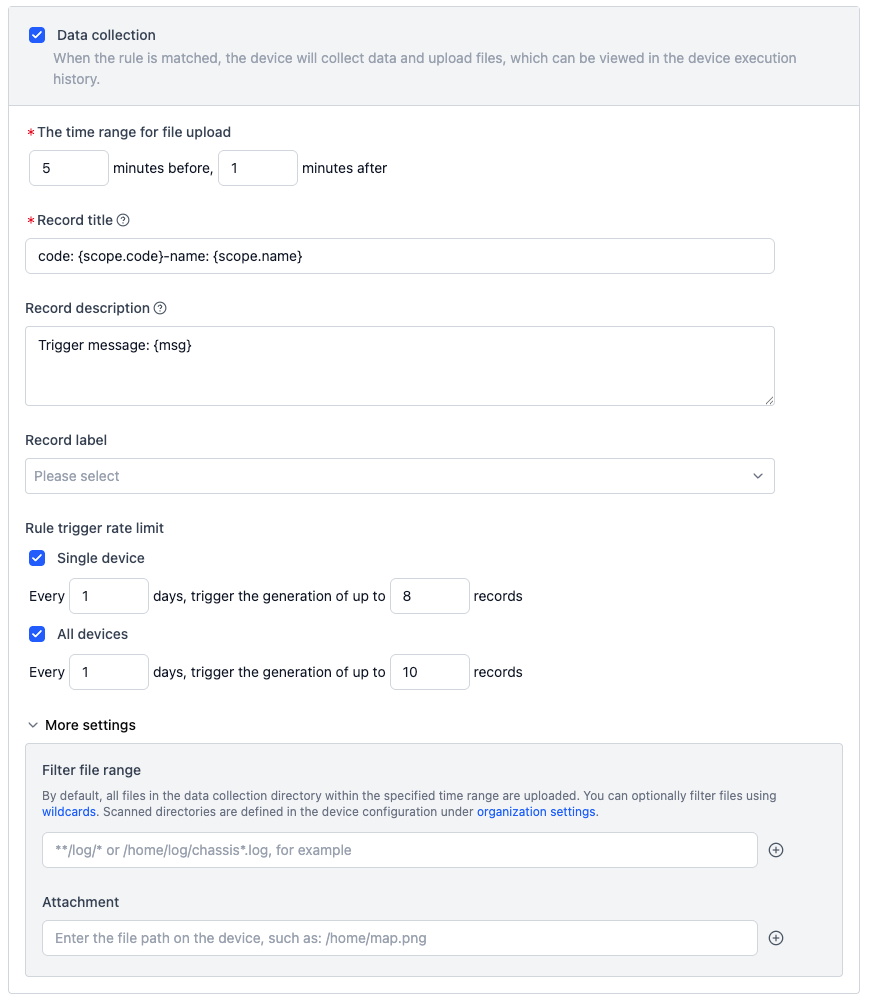 Data collection
When the rule is matched, the device will collect data and upload files, which can be viewed in the device execution
history.
*The time range for file upload
5 minutes before, 1 minutes after
*Record title
code: {scope.code}-name: {scope.name}
Record description
Trigger message: {msg}
Record label
Please select
Rule trigger rate limit
Single device
Every 1 days, trigger the generation of up to 8 records
All devices
Every 1 days, trigger the generation of up to 10 records
More settings
Filter file range
By default, all files in the data collection directory within the specified time range are uploaded. You can optionally filter files using
wildcards. Scanned directories are defined in the device configuration under organization settings.
**/log/* or /home/log/chassis*.log, for example
Attachment
Enter the file path on the device, such as: /home/map.png